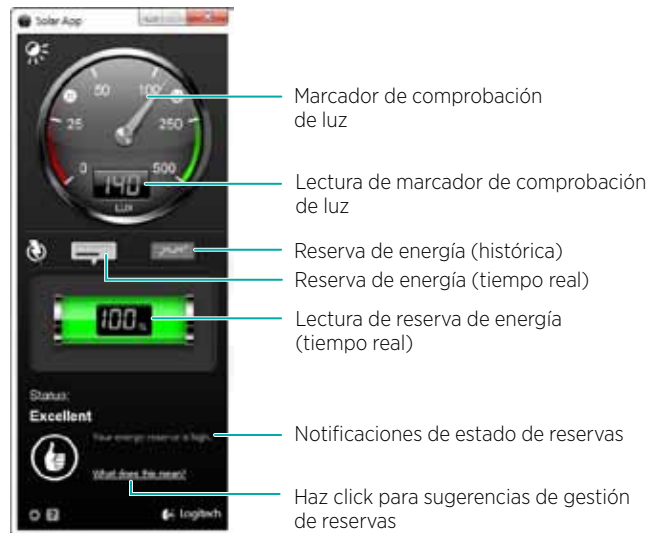 Solar App
50
100
25
250
0
500
140
LUX
Marcador de comprobación
de luz
Lectura de marcador de comprobación
de luz
Reserva de energía (histórica)
Reserva de energía (tiempo real)
100 %
Lectura de reserva de energía
(tiempo real)
Status:
Excellent
Your energy reserve is high.
Notificaciones de estado de reservas
What does this mean?
Haz click para sugerencias de gestión
de reservas
Logitech